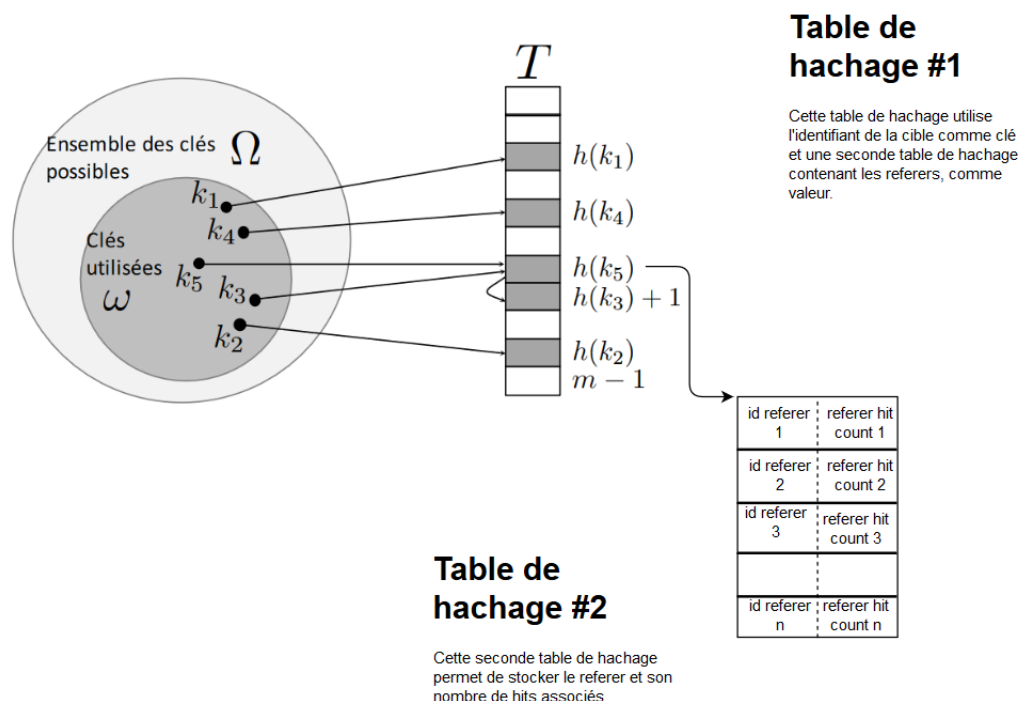 Table de
hachage #1
Cette table de hachage utilise
l'identifiant de la cible comme clé
et une seconde table de hachage
contenant les referers, comme
valeur.
T
Ensemble des clés
possibles
Ω
Clés
utilisées
ω
k₁
k₄
k₅
k₃
k₂
h(k₁)
h(k₄)
h(k₅)
h(k₃) + 1
h(k₂)
m − 1
id referer
1
referer hit
count 1
id referer
2
referer hit
count 2
id referer
3
referer hit
count 3
id referer
n
referer hit
count n
Table de
hachage #2
Cette seconde table de hachage
permet de stocker le referer et son
nombre de hits associés